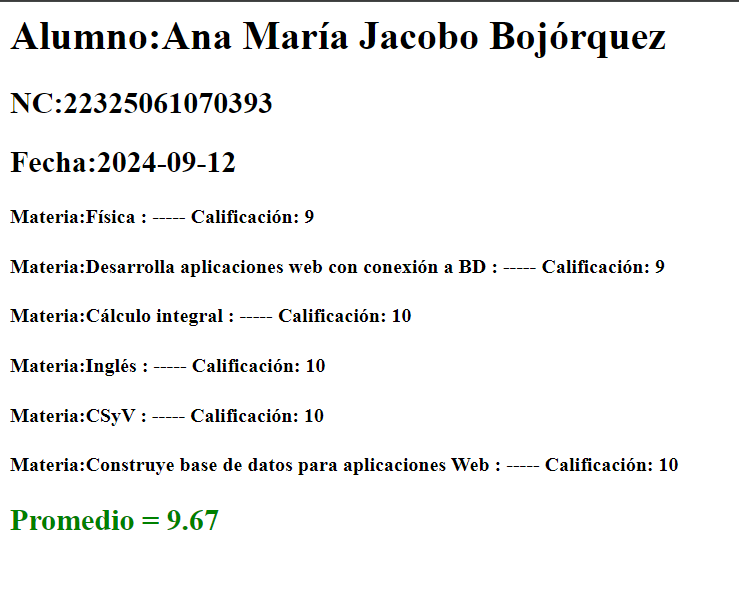 Alumno:Ana María Jacobo Bojórquez
NC:22325061070393
Fecha:2024-09-12
Materia:Física : ----- Calificación: 9
Materia:Desarrolla aplicaciones web con conexión a BD : ----- Calificación: 9
Materia:Cálculo integral : ----- Calificación: 10
Materia:Inglés : ----- Calificación: 10
Materia:CSyV : ----- Calificación: 10
Materia:Construye base de datos para aplicaciones Web : ----- Calificación: 10
Promedio = 9.67